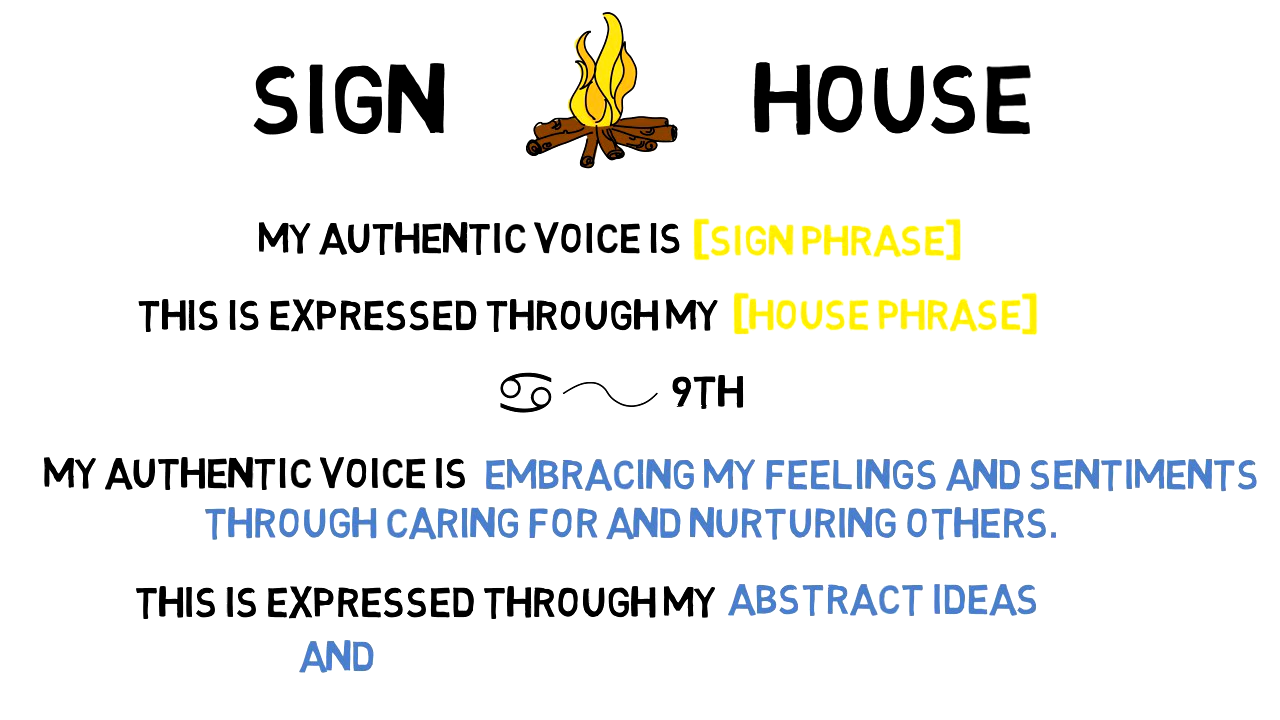 SIGN HOUSE
MY AUTHENTIC VOICE IS [SIGN PHRASE]
THIS IS EXPRESSED THROUGH MY [HOUSE PHRASE]
♋ 9TH
MY AUTHENTIC VOICE IS EMBRACING MY FEELINGS AND SENTIMENTS
THROUGH CARING FOR AND NURTURING OTHERS.
THIS IS EXPRESSED THROUGH MY ABSTRACT IDEAS
AND